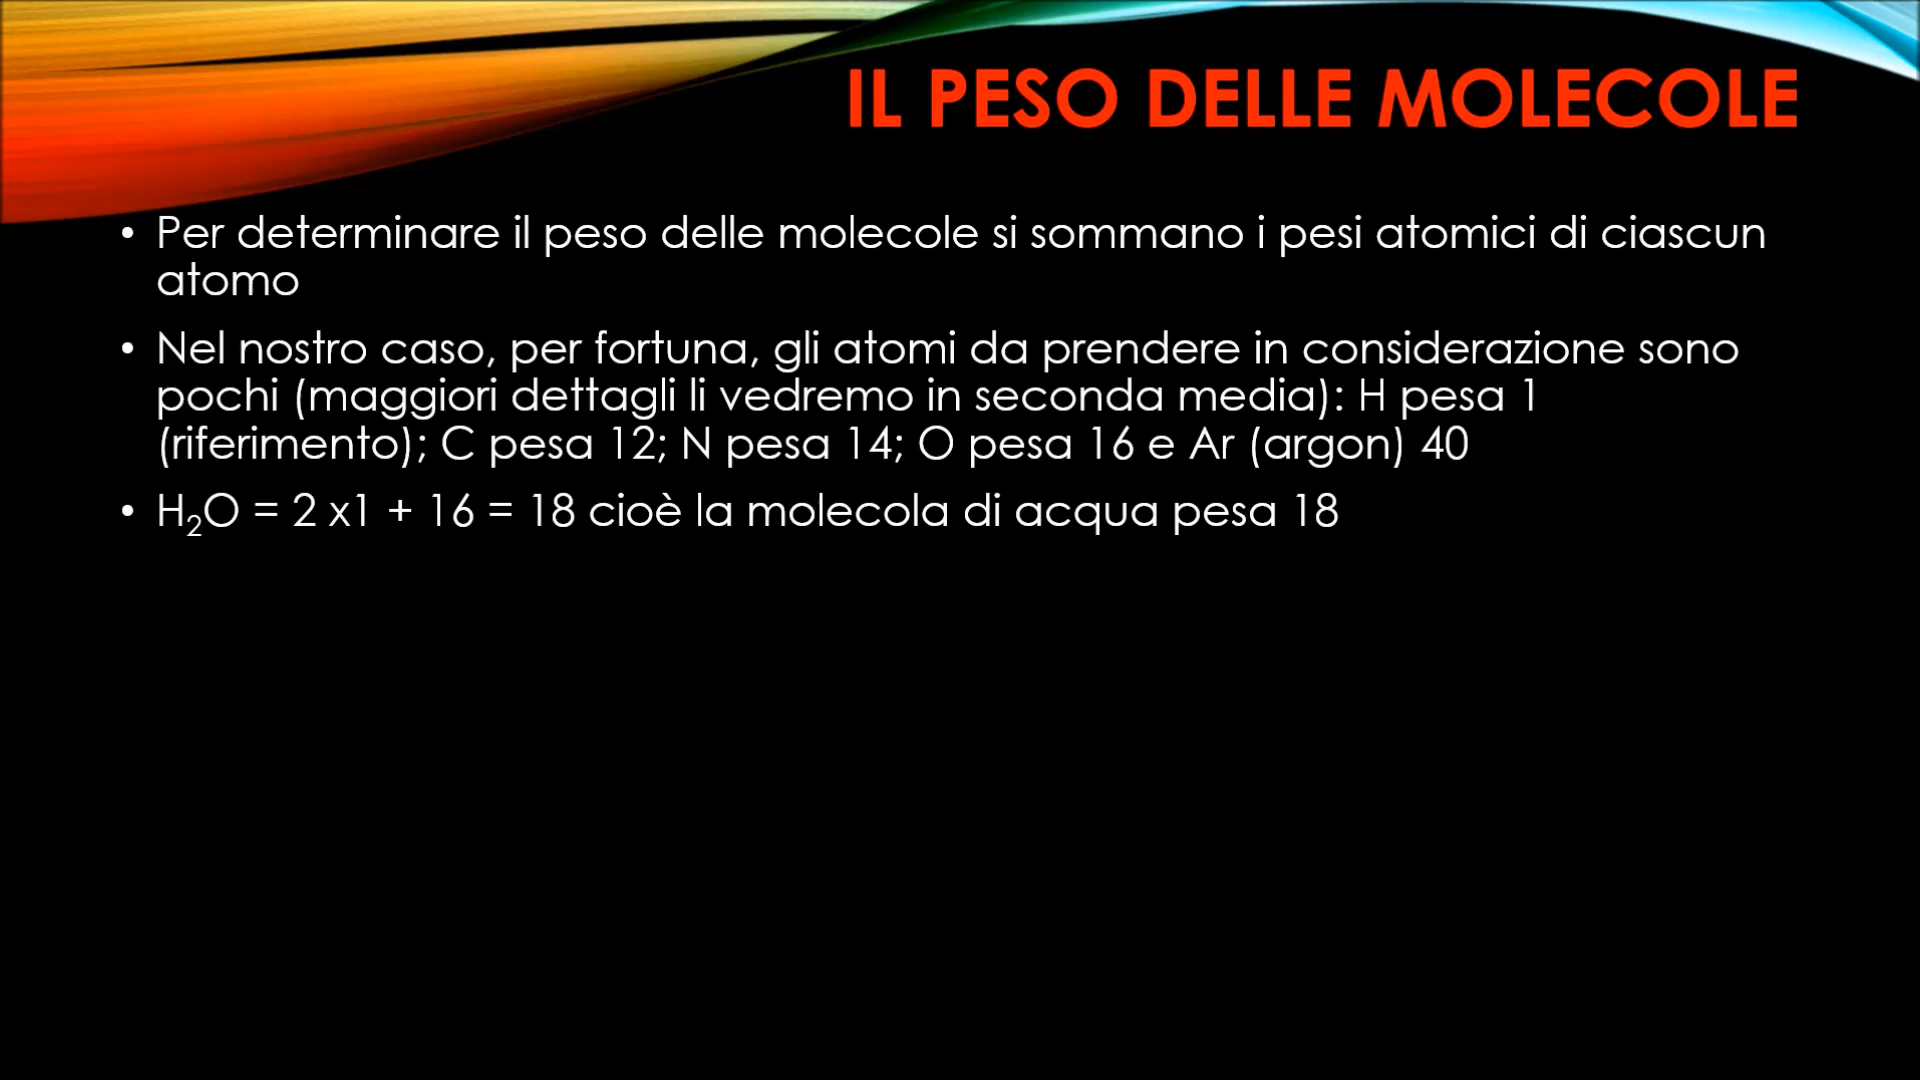 IL PESO DELLE MOLECOLE
• Per determinare il peso delle molecole si sommano i pesi atomici di ciascun
atomo
• Nel nostro caso, per fortuna, gli atomi da prendere in considerazione sono
pochi (maggiori dettagli li vedremo in seconda media): H pesa 1
(riferimento); C pesa 12; N pesa 14; O pesa 16 e Ar (argon) 40
• H₂O = 2 x1 + 16 = 18 cioè la molecola di acqua pesa 18